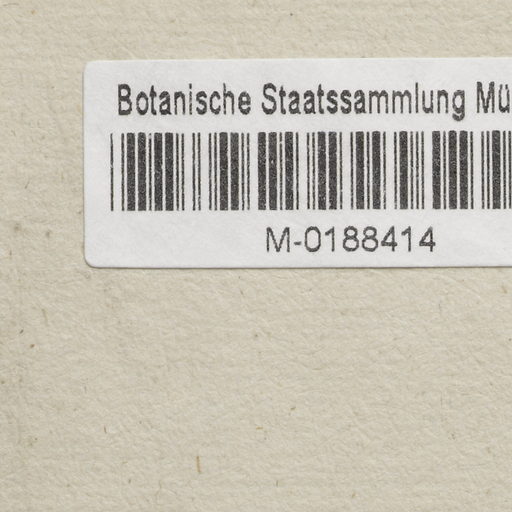 Botanische Staatssammlung Mü
M-0188414